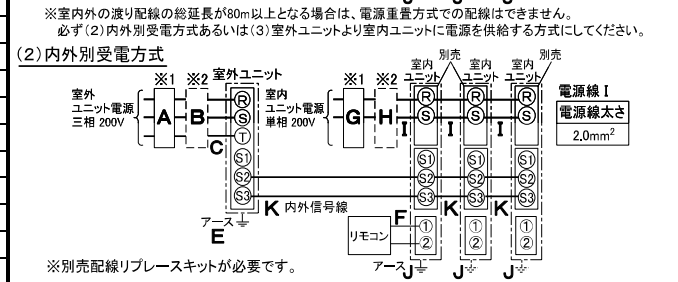 ※室内外の渡り配線の総延長が80m以上となる場合は、電源重畳方式での配線はできません。
必ず(2)内外別受電方式あるいは(3)室外ユニットより室内ユニットに電源を供給する方式にしてください。
(2)内外別受電方式
※1 ※2 室外ユニット
室外
ユニット電源
三相 200V
A B C
R
S
T
S1
S2
S3
アース
E
K 内外信号線
※1 ※2
室内
ユニット電源
単相 200V
G H I I I
室内
ユニット
別売
室内
ユニット
室内
ユニット
別売
R R R
S S S
S1 S1 S1
S2 S2 S2
S3 S3 S3
F K K
リモコン
① ① ①
② ② ②
アース J J J
電源線 I
電源線太さ
2.0mm²
※別売配線リプレースキットが必要です。